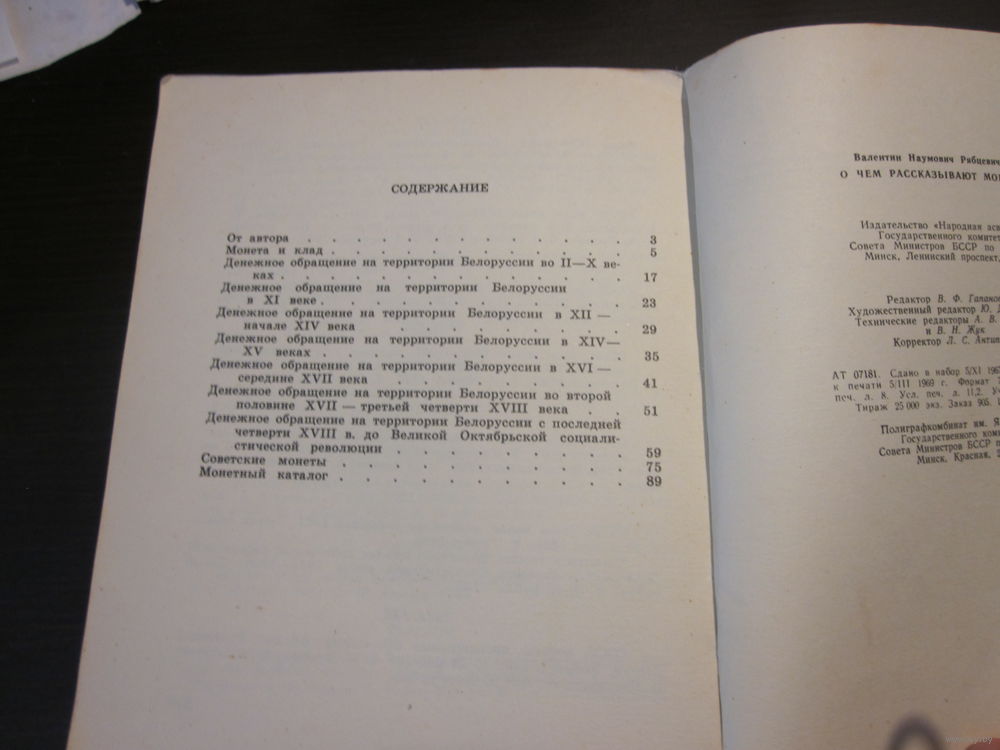 СОДЕРЖАНИЕ
От автора . . . . . . . . . . . . . 3
Монета и клад . . . . . . . . . . . . 5
Денежное обращение на территории Белоруссии во II—X ве-
ках . . . . . . . . . . . . . . 17
Денежное обращение на территории Белоруссии
в XI веке . . . . . . . . . . . . 23
Денежное обращение на территории Белоруссии в XII —
начале XIV века . . . . . . . . . 29
Денежное обращение на территории Белоруссии в XIV—
XV веках . . . . . . . . . . . . 35
Денежное обращение на территории Белоруссии в XVI —
середине XVII века . . . . . . . . . 41
Денежное обращение на территории Белоруссии во второй
половине XVII — третьей четверти XVIII века . . 51
Денежное обращение на территории Белоруссии с последней
четверти XVIII в. до Великой Октябрьской социали-
стической революции . . . . . . . . . 59
Советские монеты . . . . . . . . . . . 75
Монетный каталог . . . . . . . . . . . 89
Валентин Наумович Рябцевич
О ЧЕМ РАССКАЗЫВАЮТ
Издательство «Народная
Государственного
Совета Министров БССР по
Минск, Ленинский проспект,
Редактор В. Ф.
Художественный редактор Ю.
Технические редакторы А. В.
и В. Н. Жук
Корректор Л. С.
АТ 07181. Сдано в набор 5/XI
к печати 5/III 1969 г. Формат
печ. л. 8. Усл. печ. л. 11,2.
Тираж 25 000 экз. Заказ 905.
Полиграфкомбинат им.
Государственного
Совета Министров БССР
Минск, Красная,